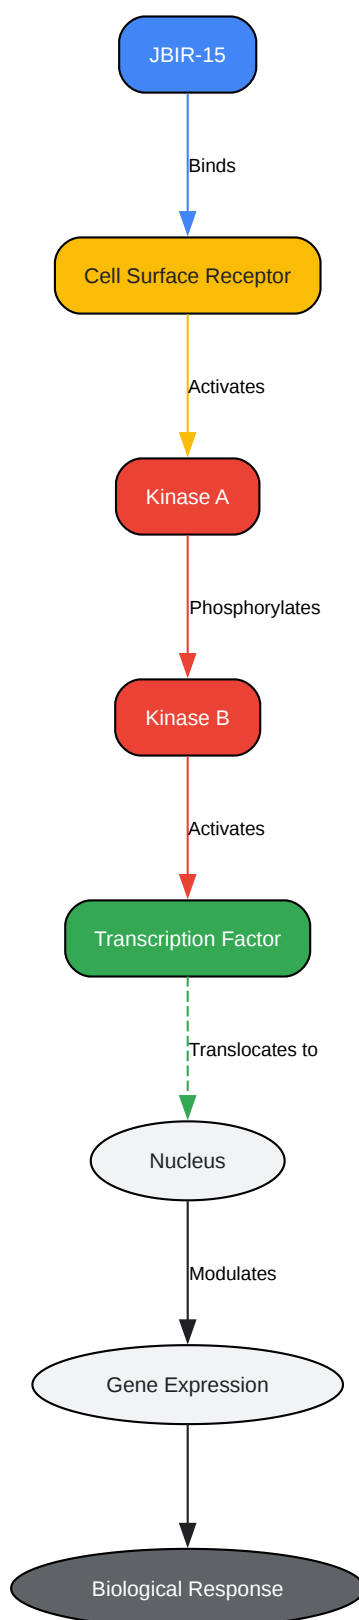 JBIR-15
Binds
Cell Surface Receptor
Activates
Kinase A
Phosphorylates
Kinase B
Activates
Transcription Factor
Translocates to
Nucleus
Modulates
Gene Expression
Biological Response